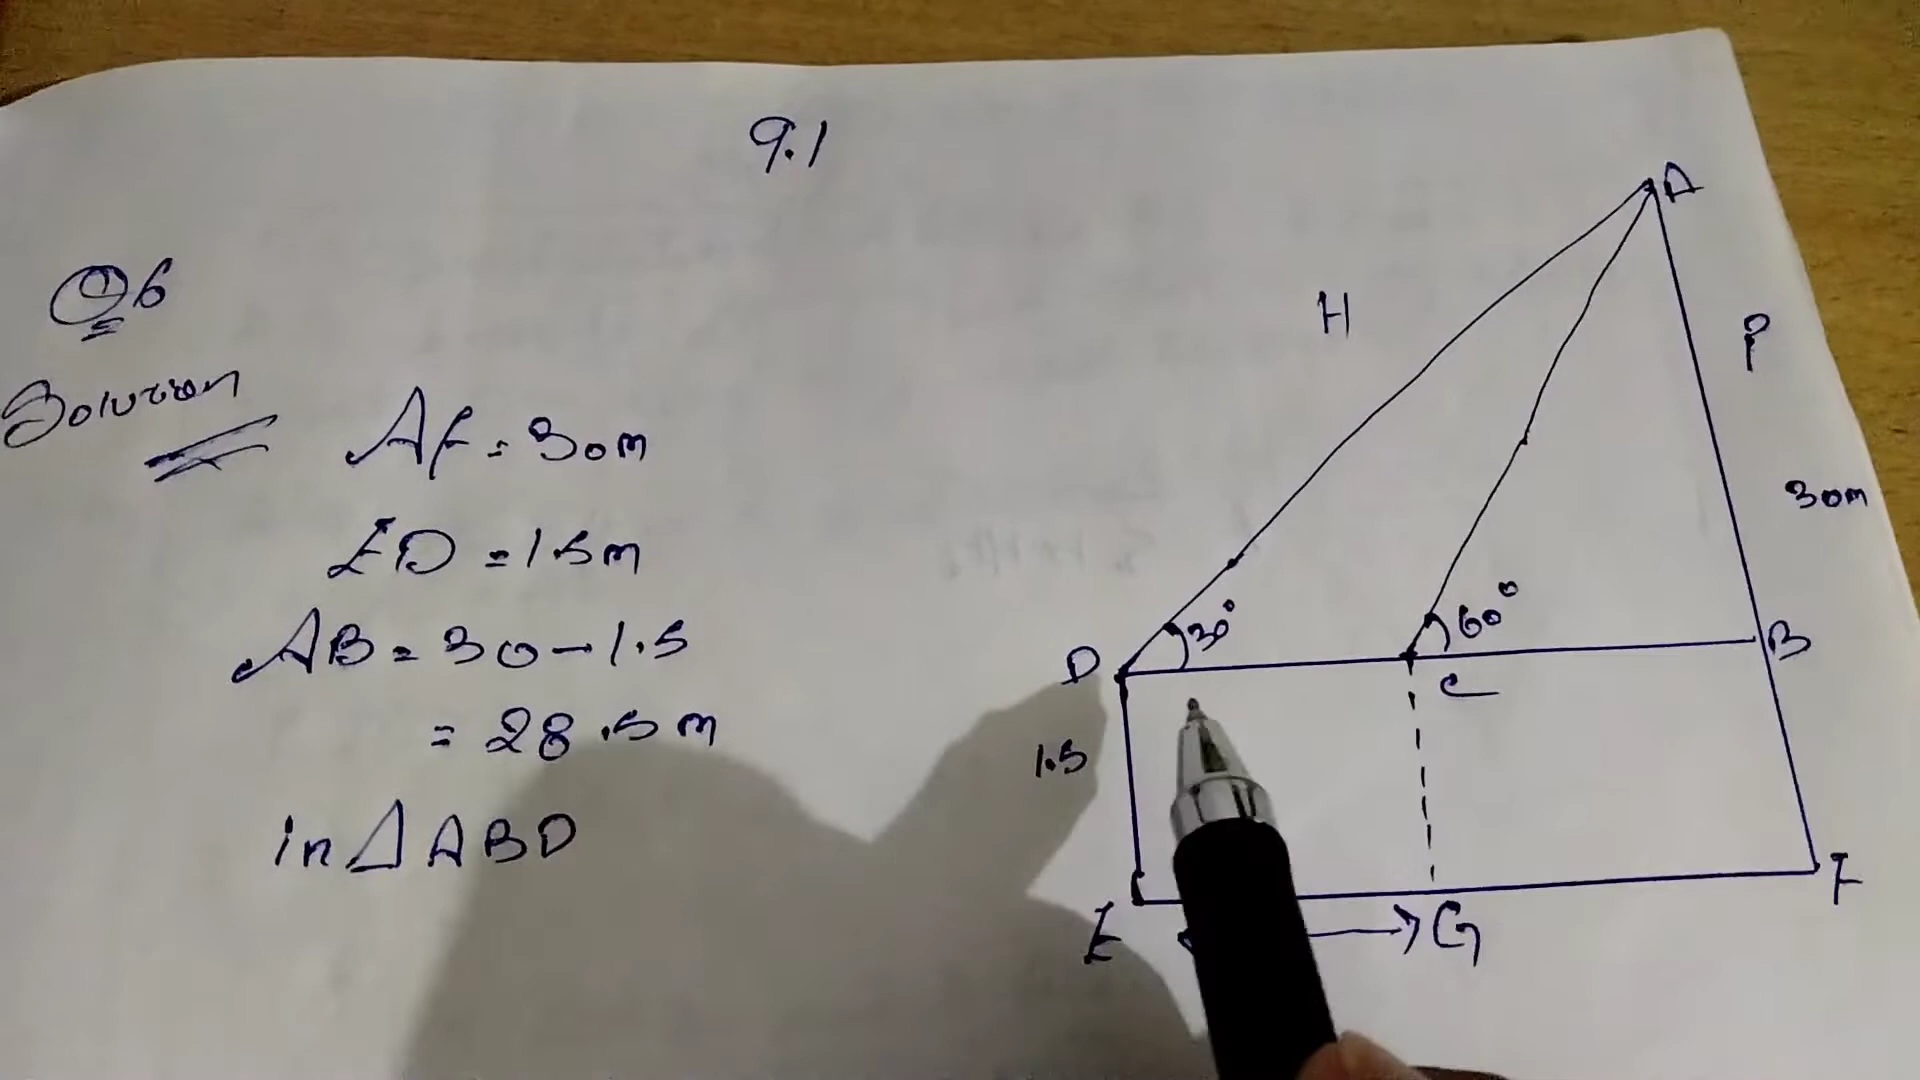 9.1
Q6
Solution
AF = 30m
ED = 1.5m
AB = 30 - 1.5
= 28.5m
in △ ABD
A
H
P
30m
30°
60°
D
C
B
1.5
E
G
F